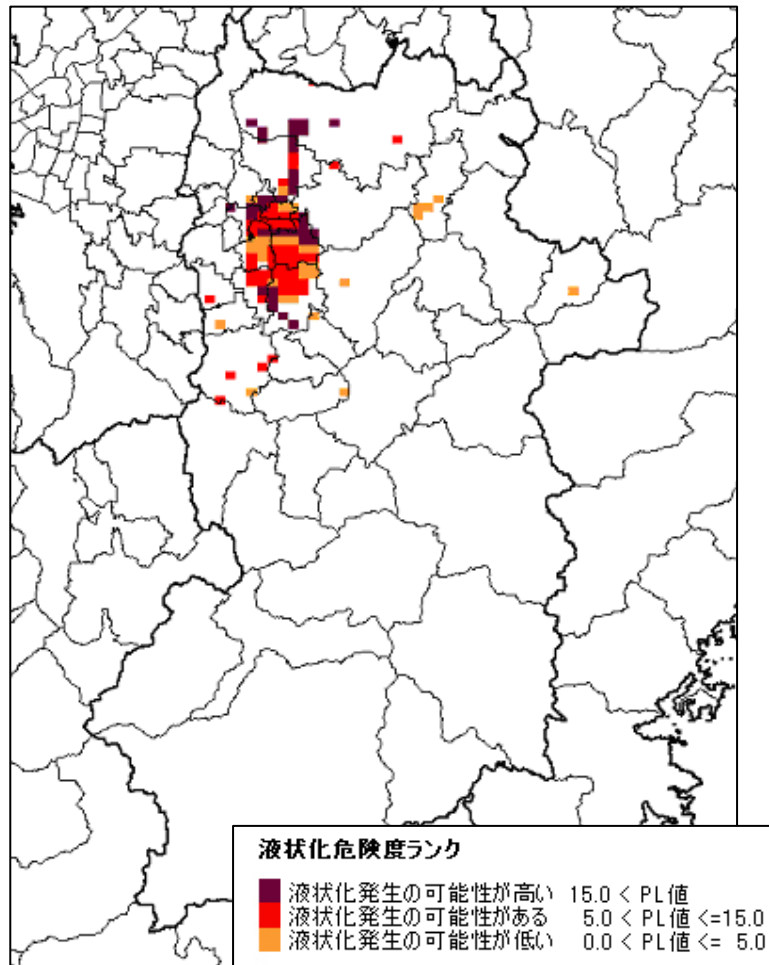 液状化危険度ランク
液状化発生の可能性が高い 15.0 < PL値
液状化発生の可能性がある 5.0 < PL値 <=15.0
液状化発生の可能性が低い 0.0 < PL値 <= 5.0